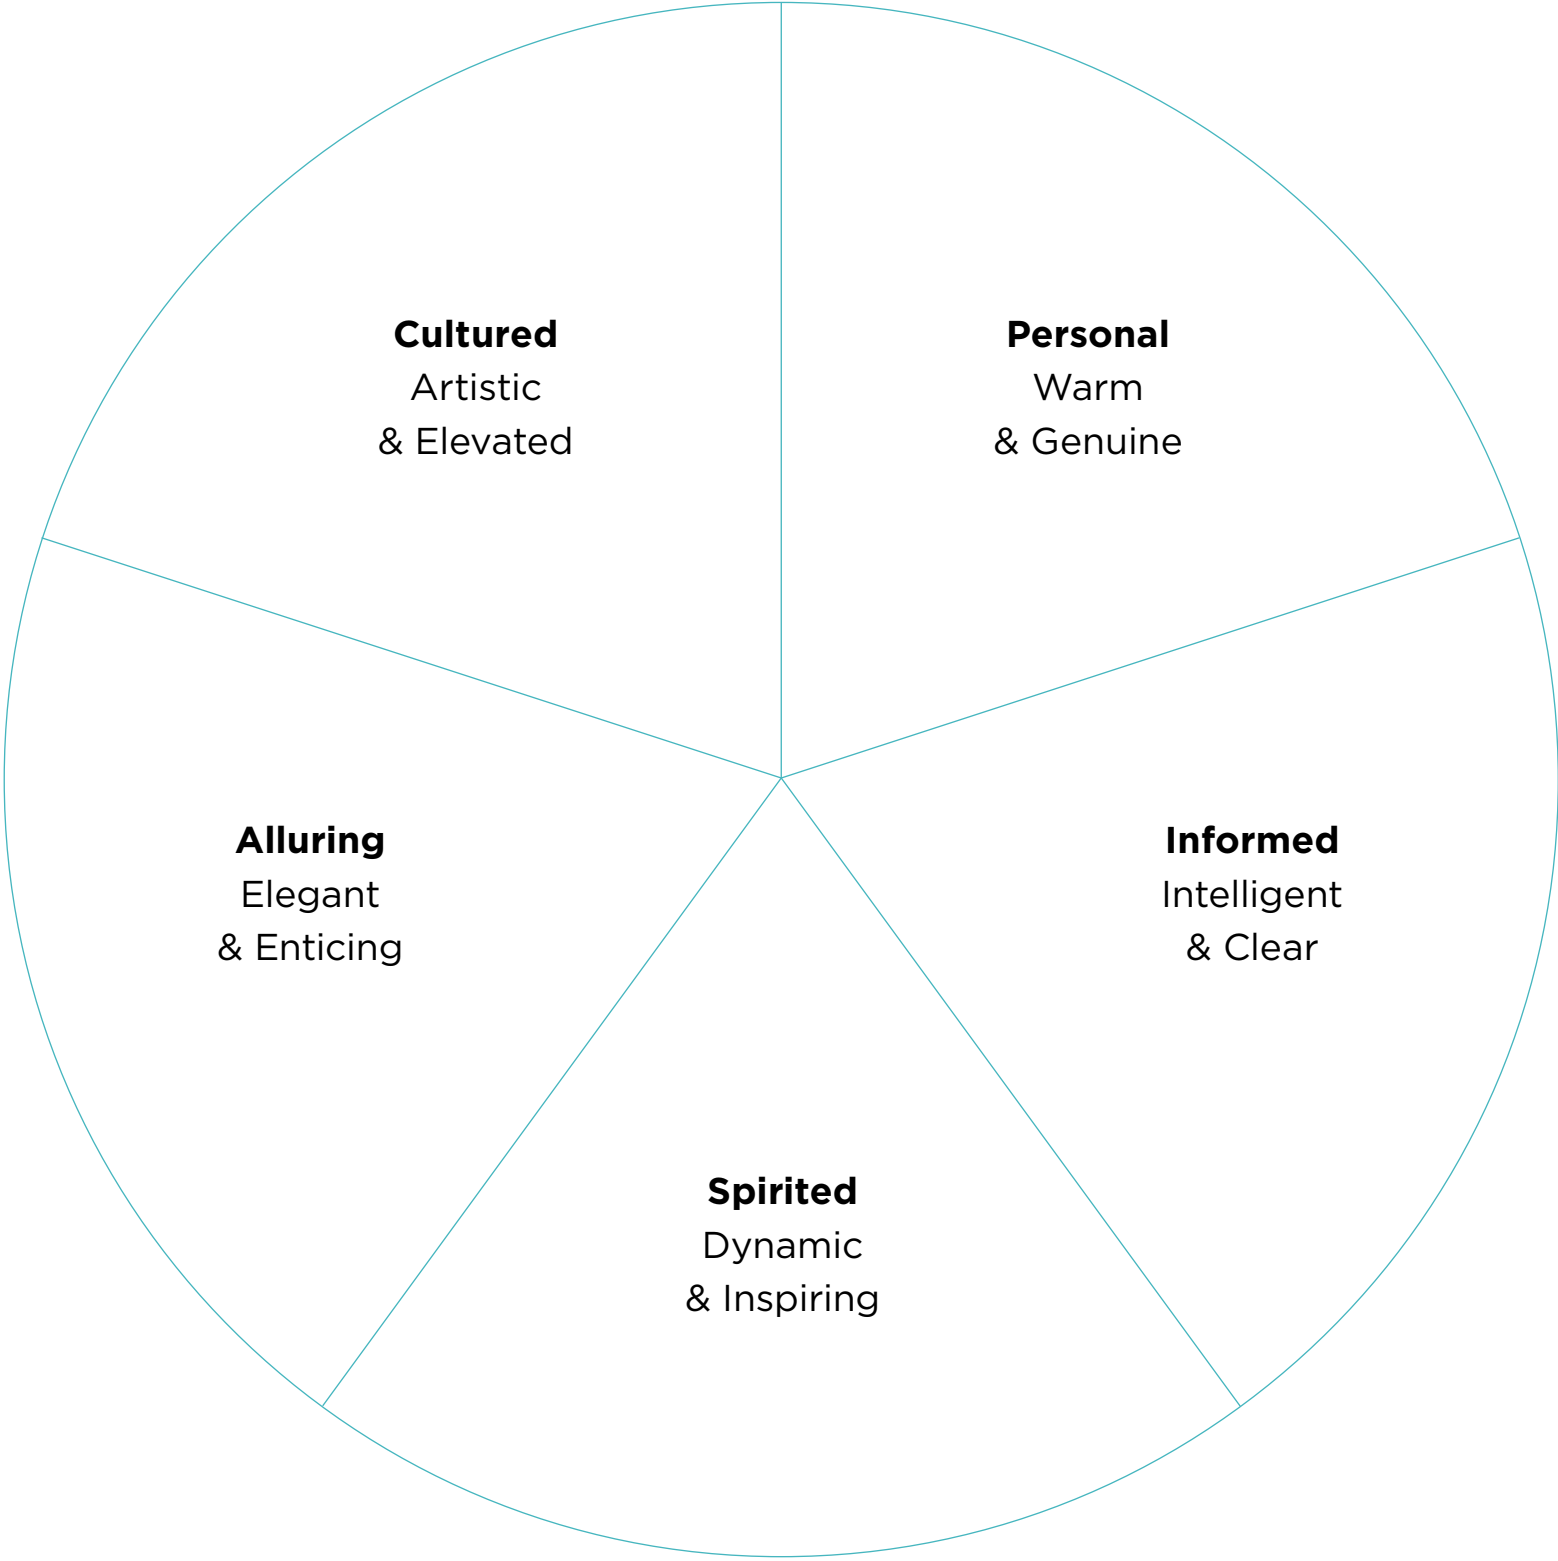 Cultured
Artistic
& Elevated
Personal
Warm
& Genuine
Alluring
Elegant
& Enticing
Informed
Intelligent
& Clear
Spirited
Dynamic
& Inspiring